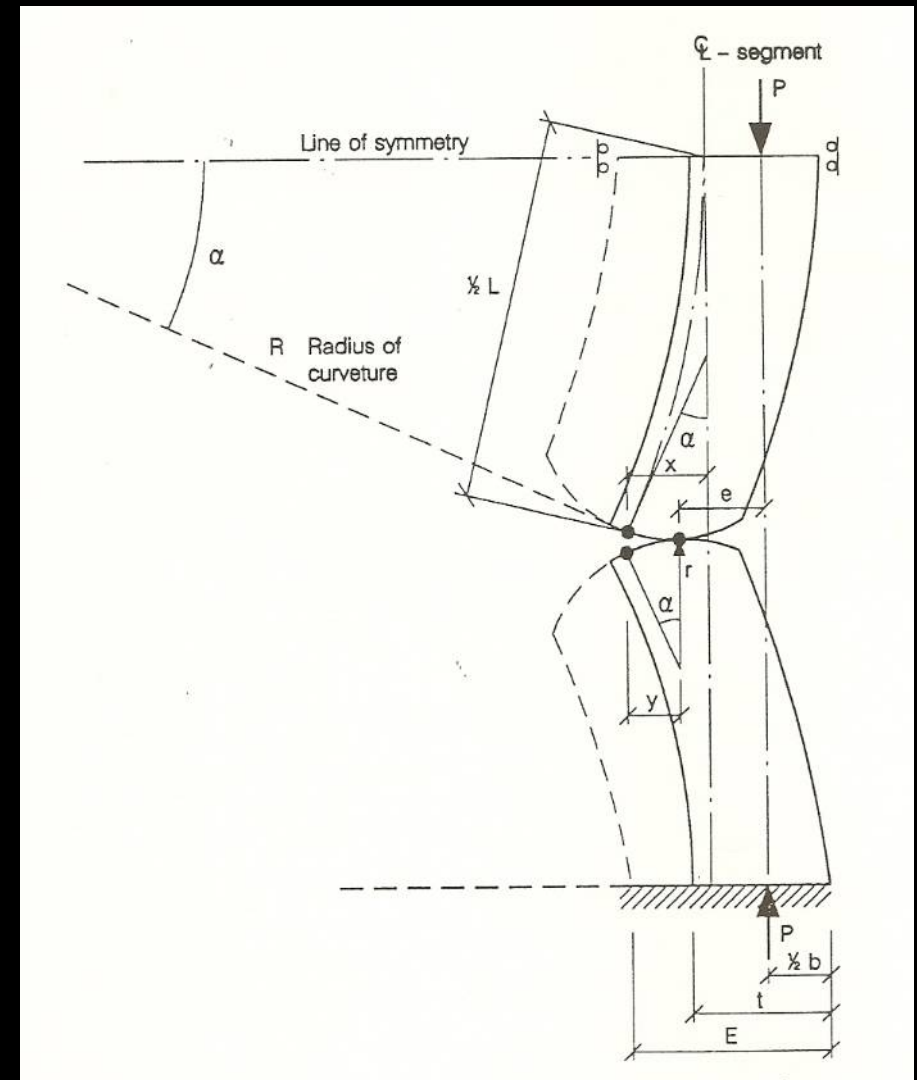 ℄ – segment
P
Line of symmetry
α
½ L
R Radius of
curveture
α
x
e
r
α
y
P
½ b
t
E